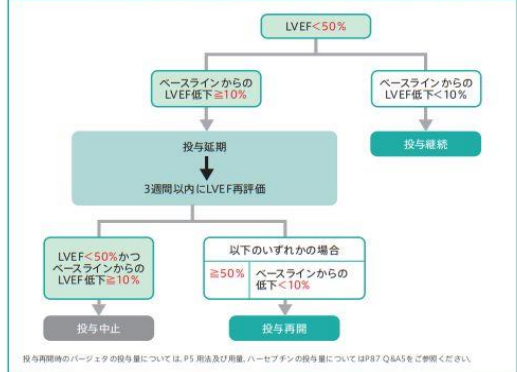 LVEF<50%
ベースラインからの
LVEF低下≧10%
ベースラインからの
LVEF低下<10%
投与延期
3週間以内にLVEF再評価
投与継続
LVEF<50%かつ
ベースラインからの
LVEF低下≧10%
以下のいずれかの場合
≧50%
ベースラインからの
低下<10%
投与中止
投与再開
投与再開時のパージェタの投与量については、P5 用法及び用量、ハーセプチンの投与量についてはP87 Q&A5をご参照ください。